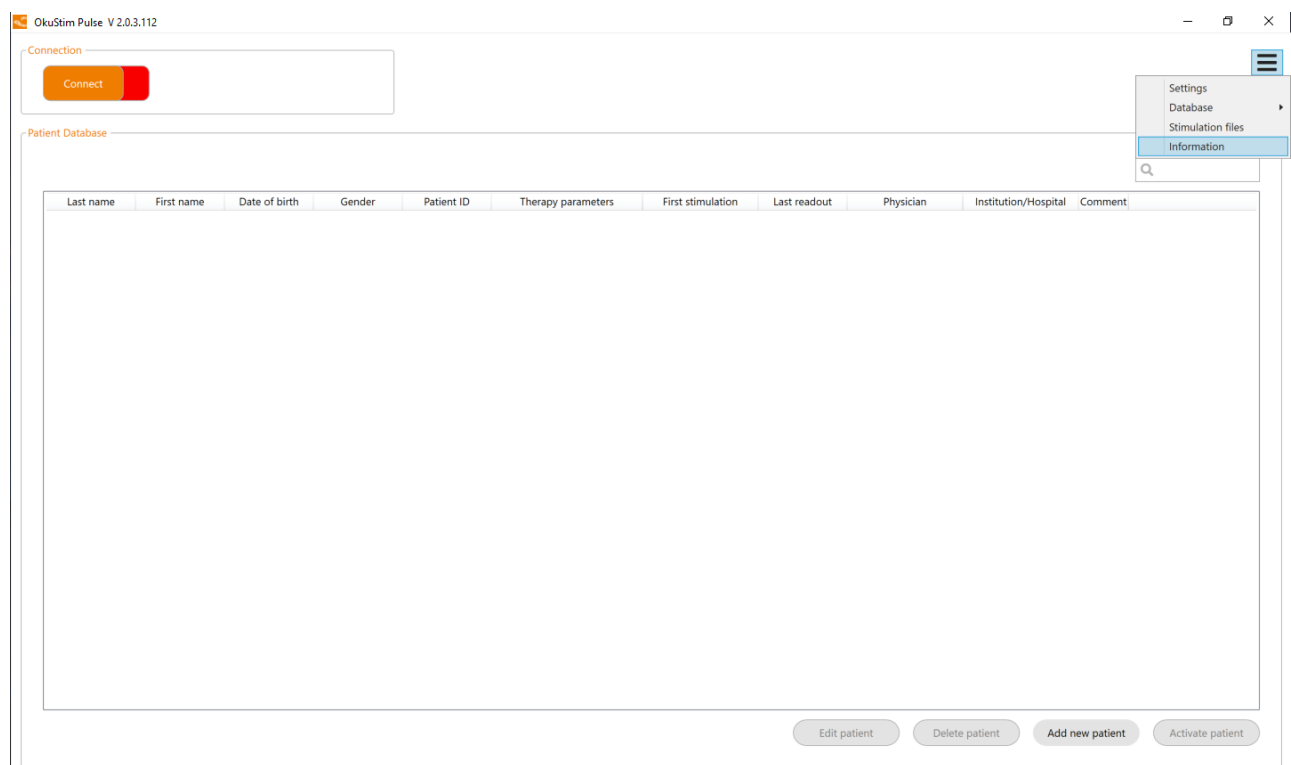 OkuStim Pulse V 2.0.3.112
Connection
Connect
Settings
Database
Stimulation files
Information
Patient Database
Last name First name Date of birth Gender Patient ID Therapy parameters First stimulation Last readout Physician Institution/Hospital Comment
Edit patient Delete patient Add new patient Activate patient